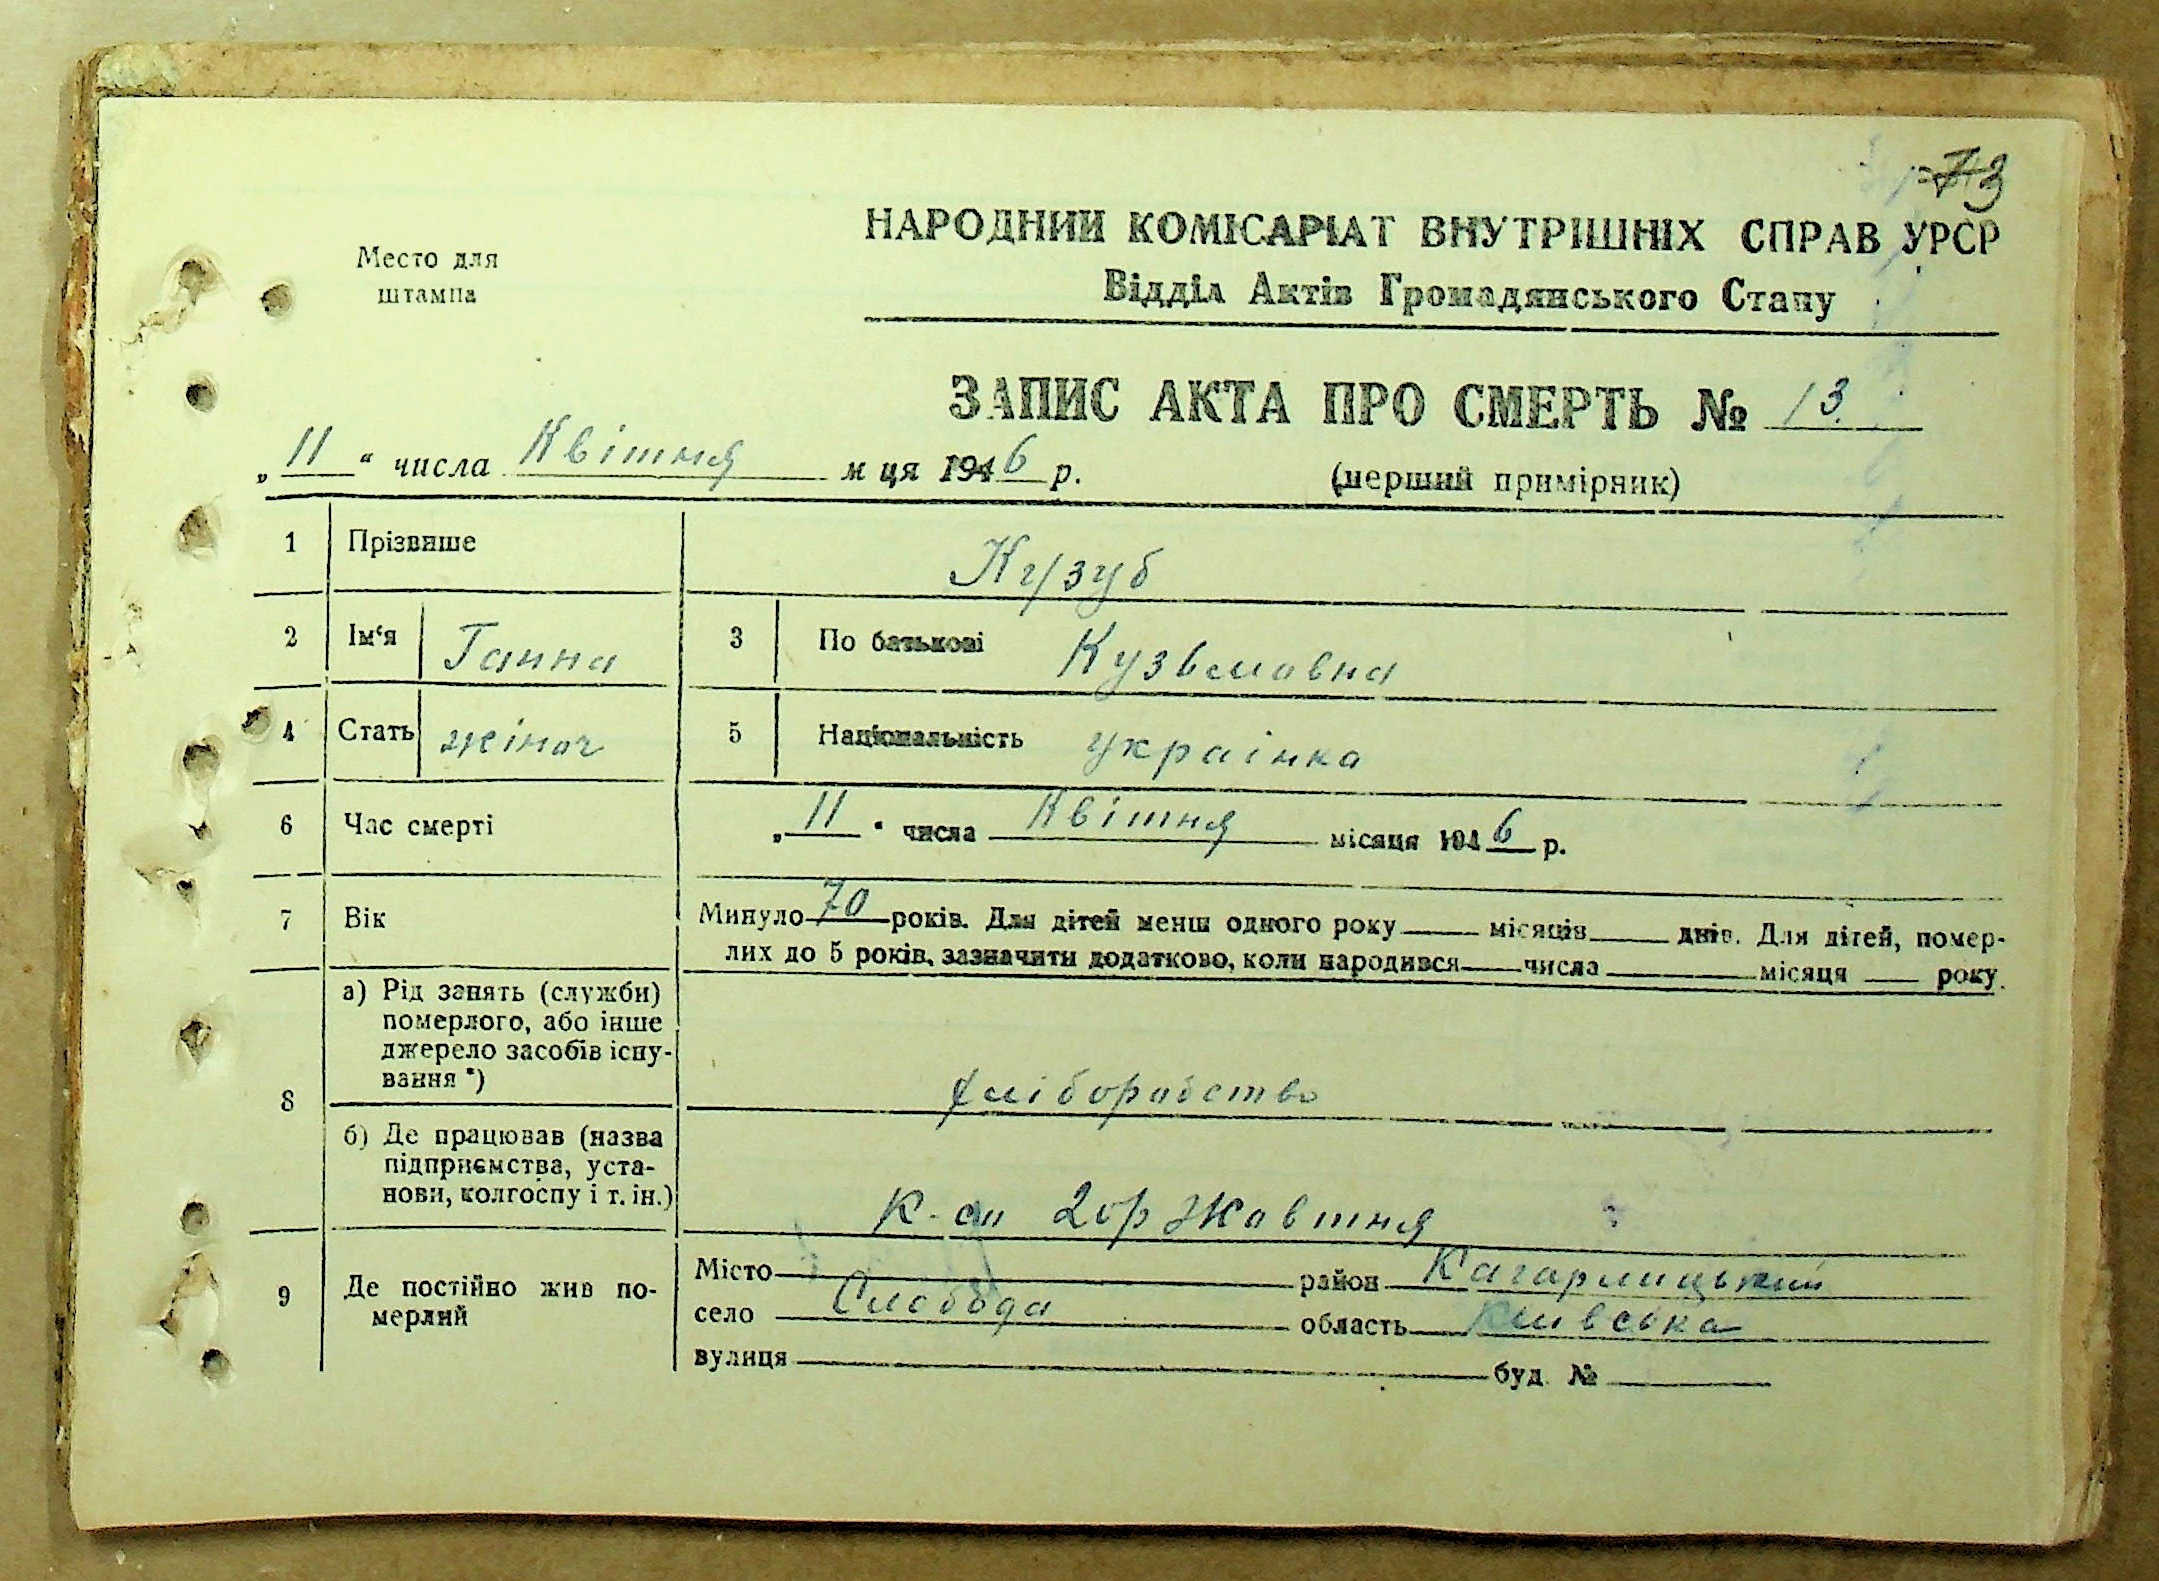 73
НАРОДНИЙ КОМІСАРІАТ ВНУТРІШНІХ СПРАВ УРСР
Место для
штампа
Відділ Актів Громадянського Стану
ЗАПИС АКТА ПРО СМЕРТЬ № 13.
„ 11 “ числа Квітня м ця 1946 р. (перший примірник)
1 Прізвище Кузуб
2 Ім‘я Ганна 3 По батькові Кузьмовна
4 Стать жіноч 5 Національність украінка
6 Час смерті „ 11 “ числа Квітня місяця 1946 р.
7 Вік Минуло 70 років. Для дітей менш одного року місяців днів. Для дітей, помер-
лих до 5 років, зазначити додатково, коли народився числа місяця року
8 а) Рід занять (служби)
померлого, або інше
джерело засобів існу-
вання *) хліборобство
б) Де працював (назва
підприємства, уста-
нови, колгоспу і т. ін.) к-сп 20р Жовтня
9 Де постійно жив по-
мерлий
Місто район Кагарлицький
село Слобода область Київська
вулиця буд. №